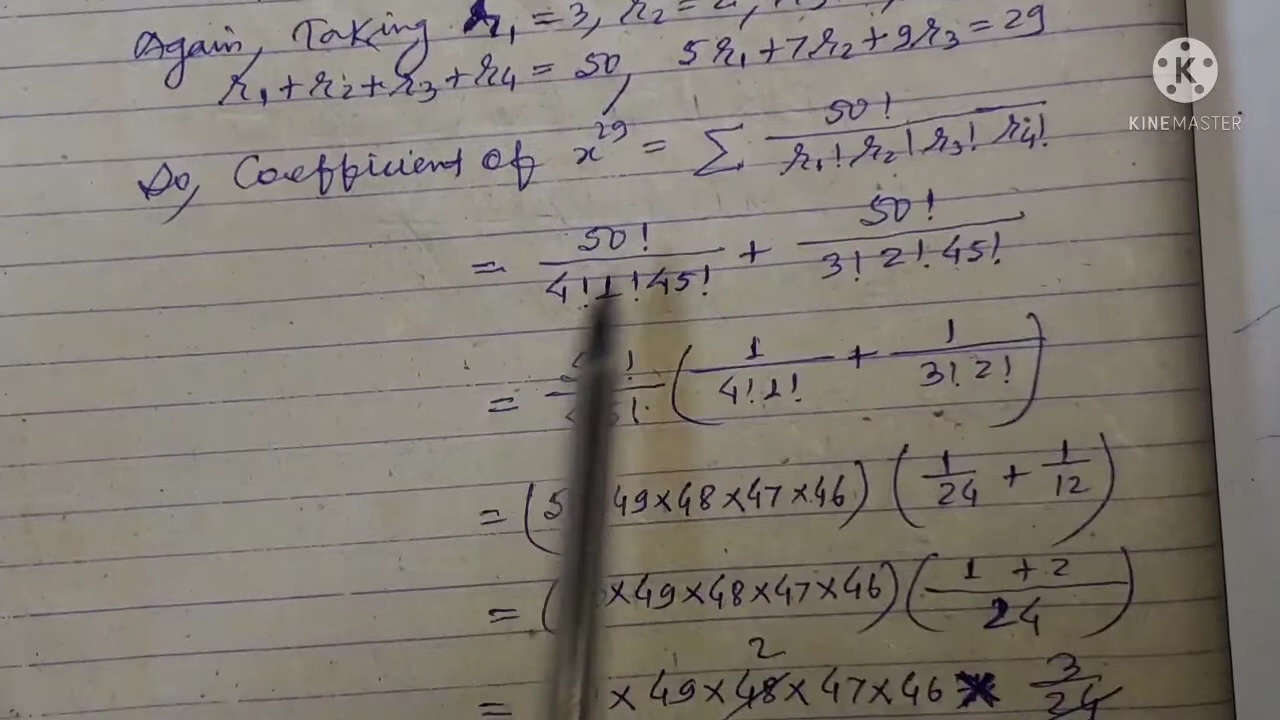 Again, Taking r₁ = 3, r₂ = 2,
r₁ + r₂ + r₃ + r₄ = 50, 5r₁ + 7r₂ + 9r₃ = 29
K
KINEMASTER
So, Coefficient of x²⁹ = Σ 50! / r₁! r₂! r₃! r₄!
= 50! / 4! 1! 45! + 50! / 3! 2! 45!
= ( 1 / 4! 1! + 1 / 3! 2! )
= (5 49×48×47×46) ( 1/24 + 1/12 )
= ( ×49×48×47×46) ( 1 + 2 / 24 )
2
= × 49 × 48 × 47 × 46 × 3/24